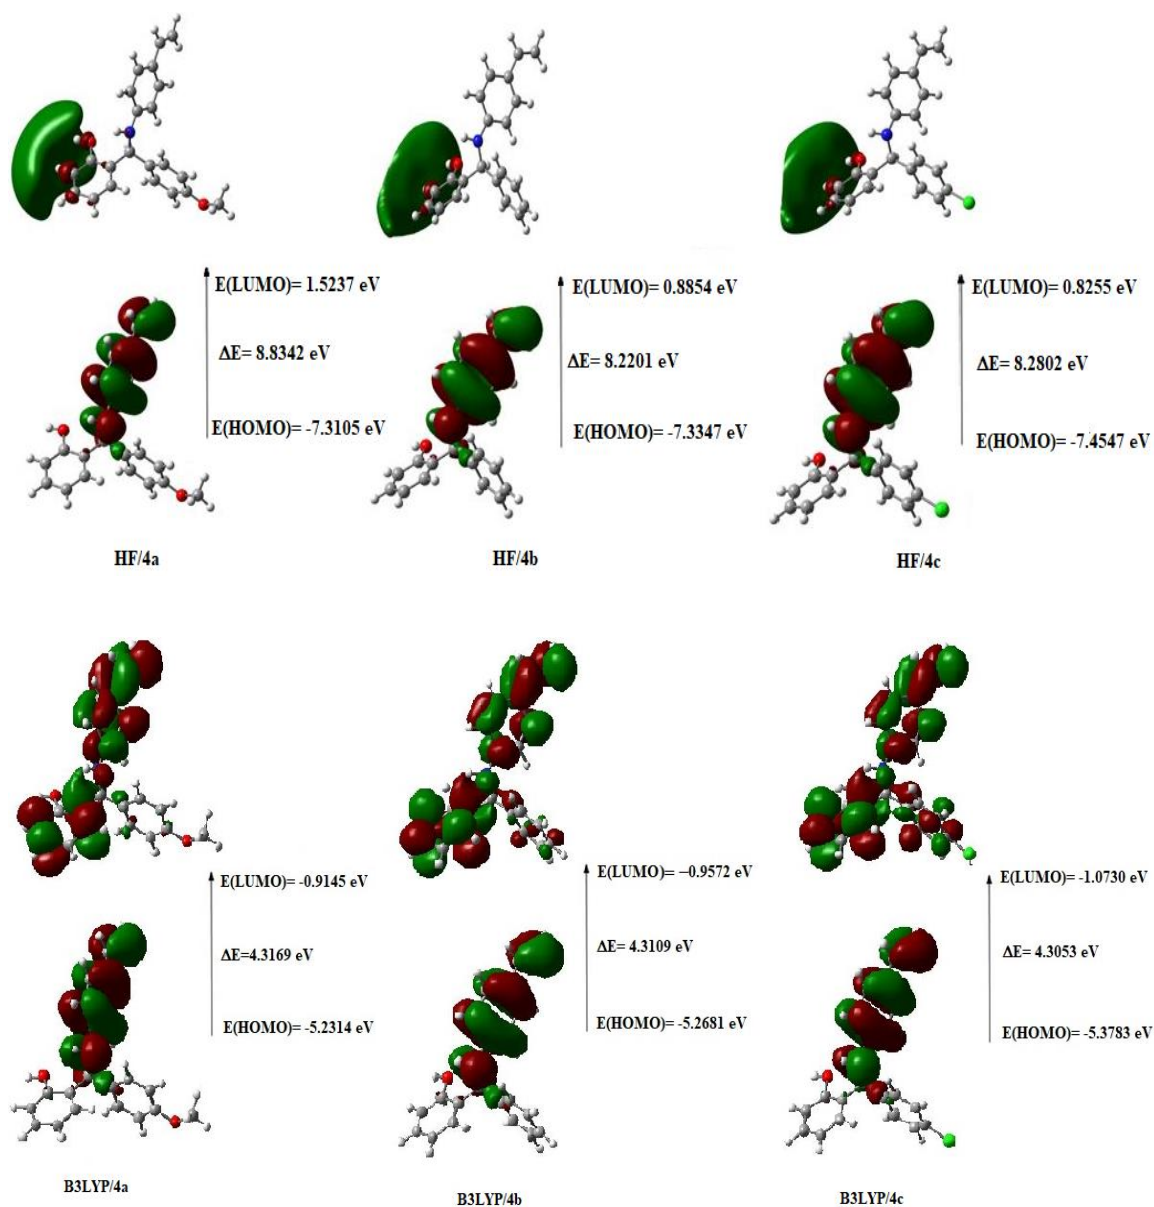 E(LUMO)= 1.5237 eV
ΔE= 8.8342 eV
E(HOMO)= -7.3105 eV
HF/4a
E(LUMO)= 0.8854 eV
ΔE= 8.2201 eV
E(HOMO)= -7.3347 eV
HF/4b
E(LUMO)= 0.8255 eV
ΔE= 8.2802 eV
E(HOMO)= -7.4547 eV
HF/4c
E(LUMO)= -0.9145 eV
ΔE=4.3169 eV
E(HOMO)= -5.2314 eV
B3LYP/4a
E(LUMO)= −0.9572 eV
ΔE= 4.3109 eV
E(HOMO)= -5.2681 eV
B3LYP/4b
E(LUMO)= -1.0730 eV
ΔE= 4.3053 eV
E(HOMO)= -5.3783 eV
B3LYP/4c